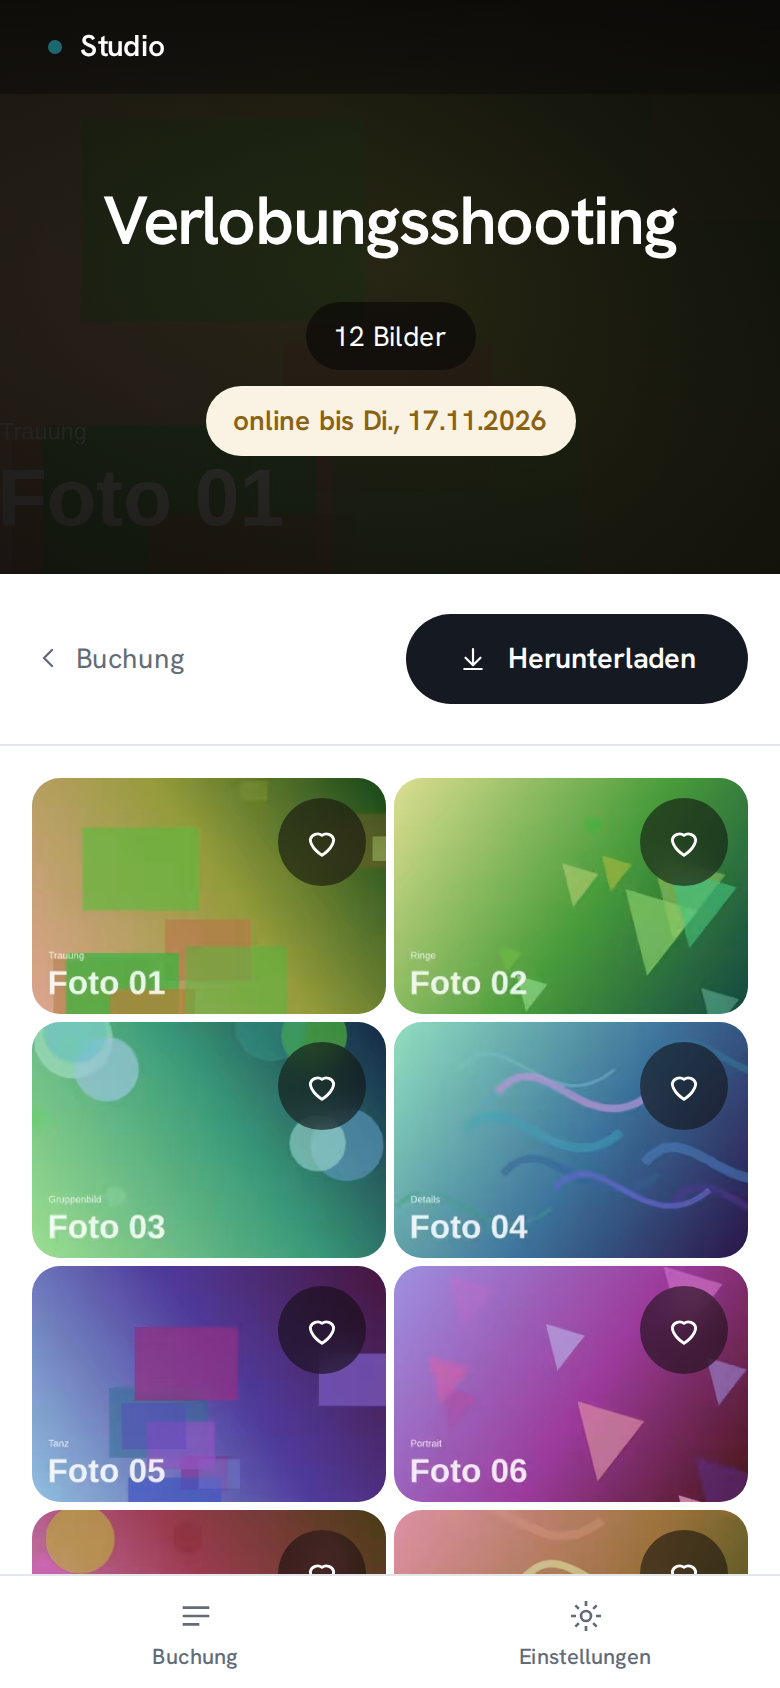 Studio
Verlobungsshooting
12 Bilder
online bis Di., 17.11.2026
Trauung
Foto 01
Buchung
Herunterladen
Trauung
Foto 01
Ringe
Foto 02
Gruppenbild
Foto 03
Details
Foto 04
Tanz
Foto 05
Portrait
Foto 06
Buchung
Einstellungen